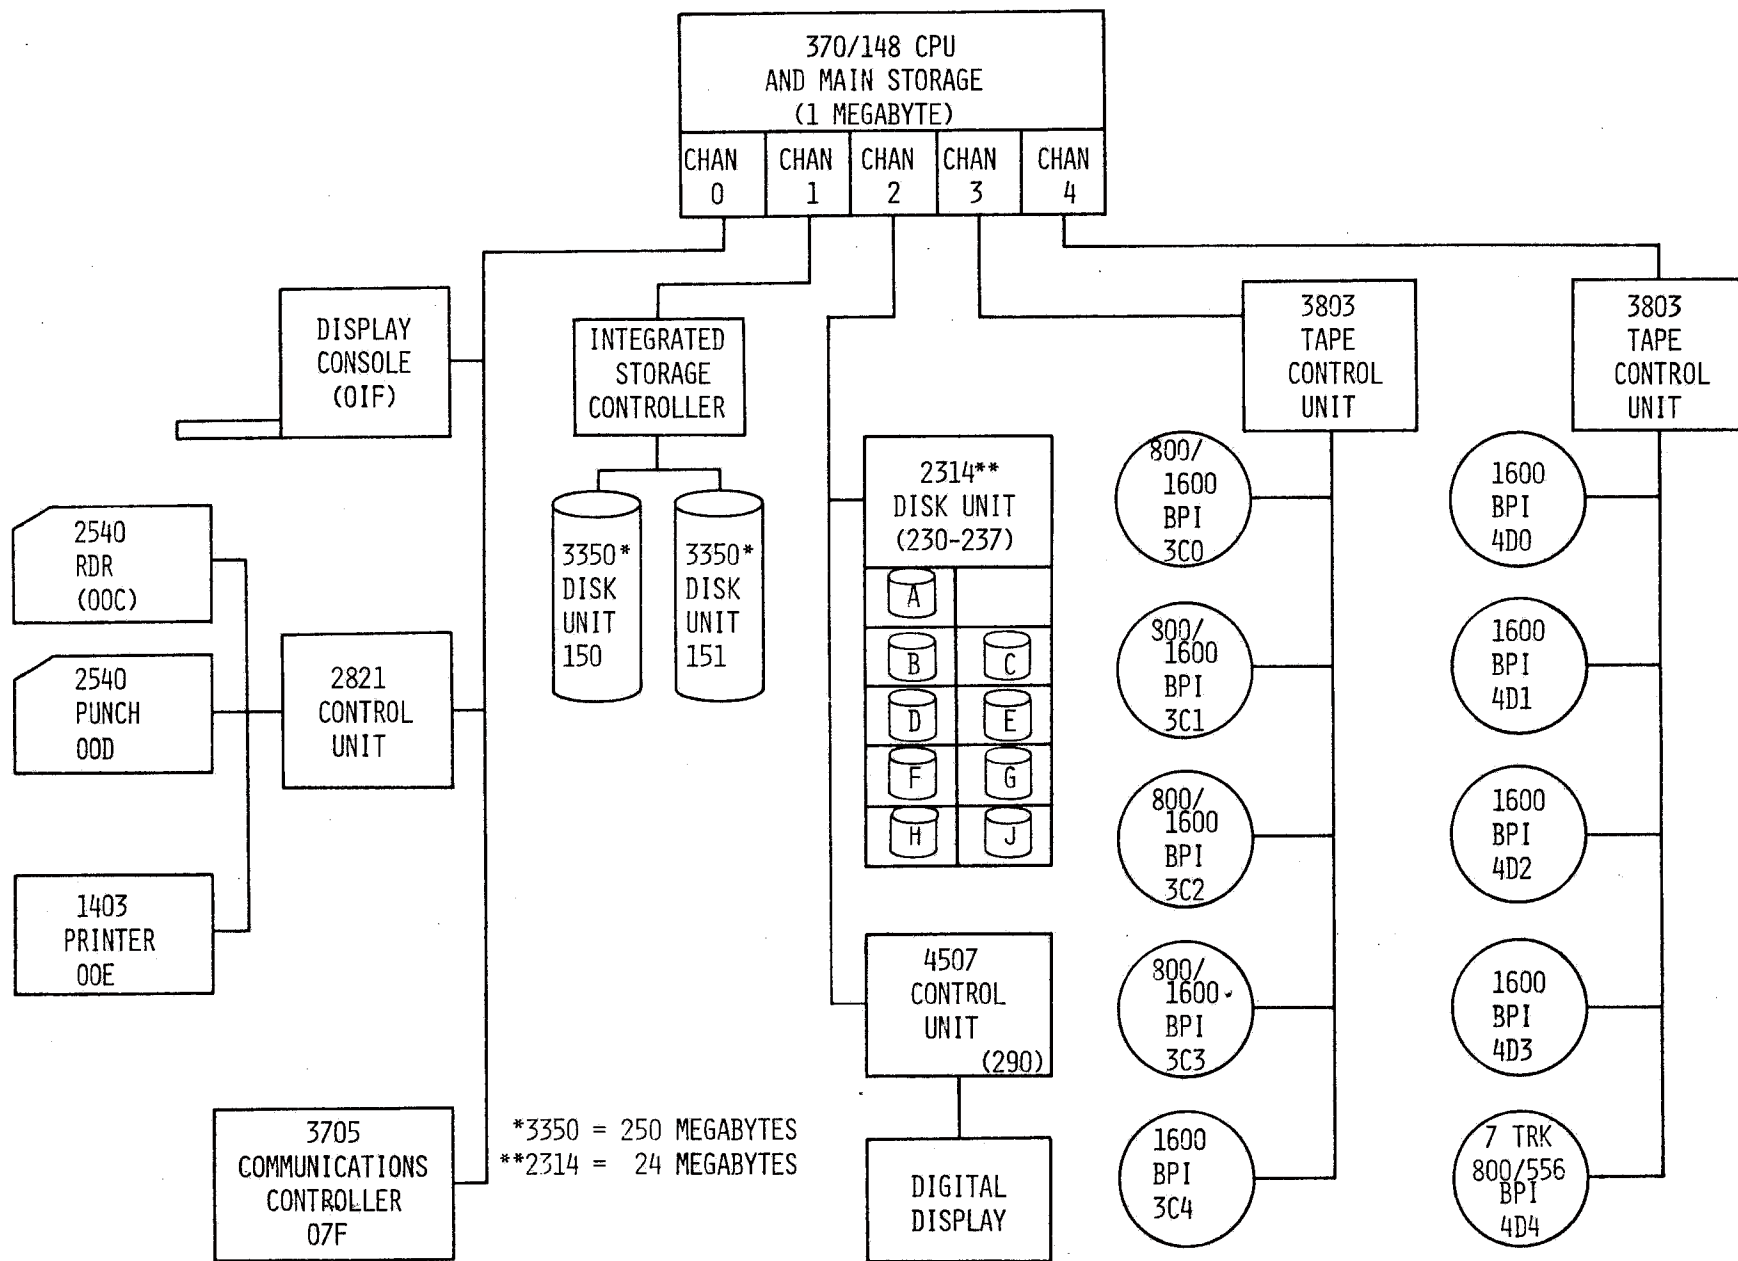 370/148 CPU
AND MAIN STORAGE
(1 MEGABYTE)
CHAN
0
CHAN
1
CHAN
2
CHAN
3
CHAN
4
DISPLAY
CONSOLE
(OIF)
INTEGRATED
STORAGE
CONTROLLER
3803
TAPE
CONTROL
UNIT
3803
TAPE
CONTROL
UNIT
2540
RDR
(OOC)
2540
PUNCH
OOD
1403
PRINTER
OOE
2821
CONTROL
UNIT
3705
COMMUNICATIONS
CONTROLLER
07F
3350*
DISK
UNIT
150
3350*
DISK
UNIT
151
*3350 = 250 MEGABYTES
**2314 = 24 MEGABYTES
2314**
DISK UNIT
(230-237)
A
B
C
D
E
F
G
H
J
4507
CONTROL
UNIT
(290)
DIGITAL
DISPLAY
800/
1600
BPI
3C0
800/
1600
BPI
3C1
800/
1600
BPI
3C2
800/
1600
BPI
3C3
1600
BPI
3C4
1600
BPI
4D0
1600
BPI
4D1
1600
BPI
4D2
1600
BPI
4D3
7 TRK
800/556
BPI
4D4